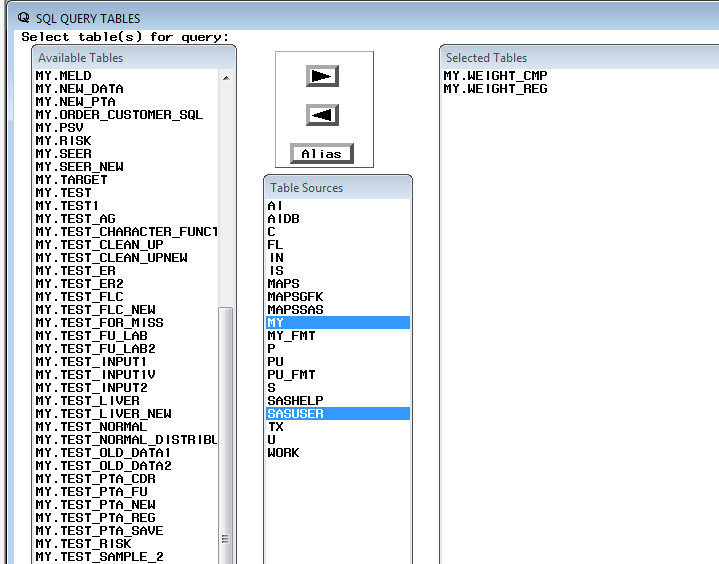 SQL QUERY TABLES
Select table(s) for query:
Available Tables
MY.MELD
MY.NEW_DATA
MY.NEW_PTA
MY.ORDER_CUSTOMER_SQL
MY.PSV
MY.RISK
MY.SEER
MY.SEER_NEW
MY.TARGET
MY.TEST
MY.TEST1
MY.TEST_AG
MY.TEST_CHARACTER_FUNCT
MY.TEST_CLEAN_UP
MY.TEST_CLEAN_UPNEW
MY.TEST_ER
MY.TEST_ER2
MY.TEST_FLC
MY.TEST_FLC_NEW
MY.TEST_FOR_MISS
MY.TEST_FU_LAB
MY.TEST_FU_LAB2
MY.TEST_INPUT1
MY.TEST_INPUT1V
MY.TEST_INPUT2
MY.TEST_LIVER
MY.TEST_LIVER_NEW
MY.TEST_NORMAL
MY.TEST_NORMAL_DISTRIBU
MY.TEST_OLD_DATA1
MY.TEST_OLD_DATA2
MY.TEST_PTA_CDR
MY.TEST_PTA_FU
MY.TEST_PTA_NEW
MY.TEST_PTA_REG
MY.TEST_PTA_SAVE
MY.TEST_RISK
MY.TEST_SAMPLE_2
Alias
Table Sources
AI
AIDB
C
FL
IN
IS
MAPS
MAPSGFK
MAPSSAS
MY
MY_FMT
P
PU
PU_FMT
S
SASHELP
SASUSER
TX
U
WORK
Selected Tables
MY.WEIGHT_CMP
MY.WEIGHT_REG